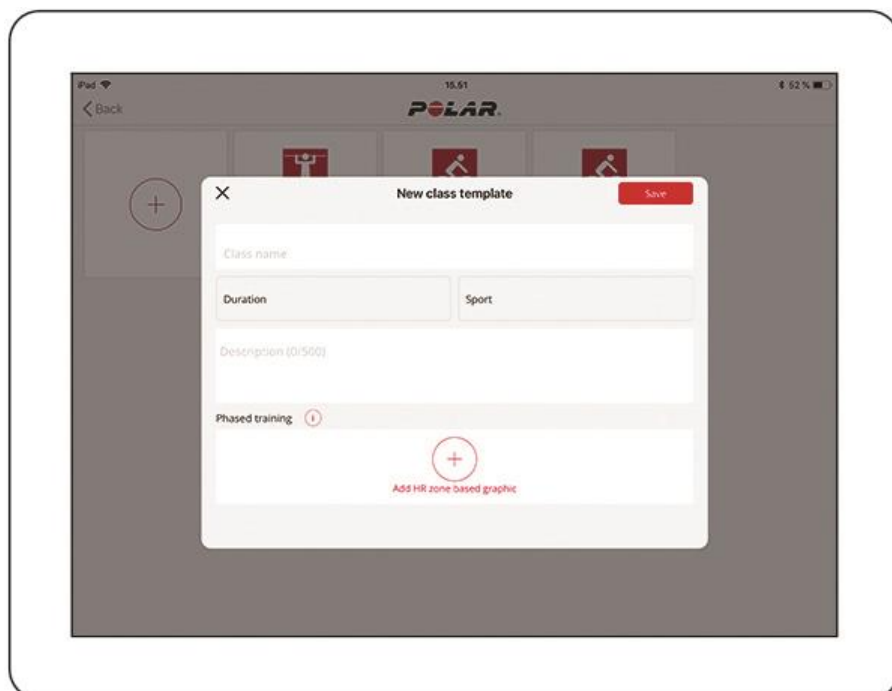 iPad 15.51 52 %
Back POLAR.
New class template Save
Class name
Duration Sport
Description (0/500)
Phased training i
Add HR zone based graphic